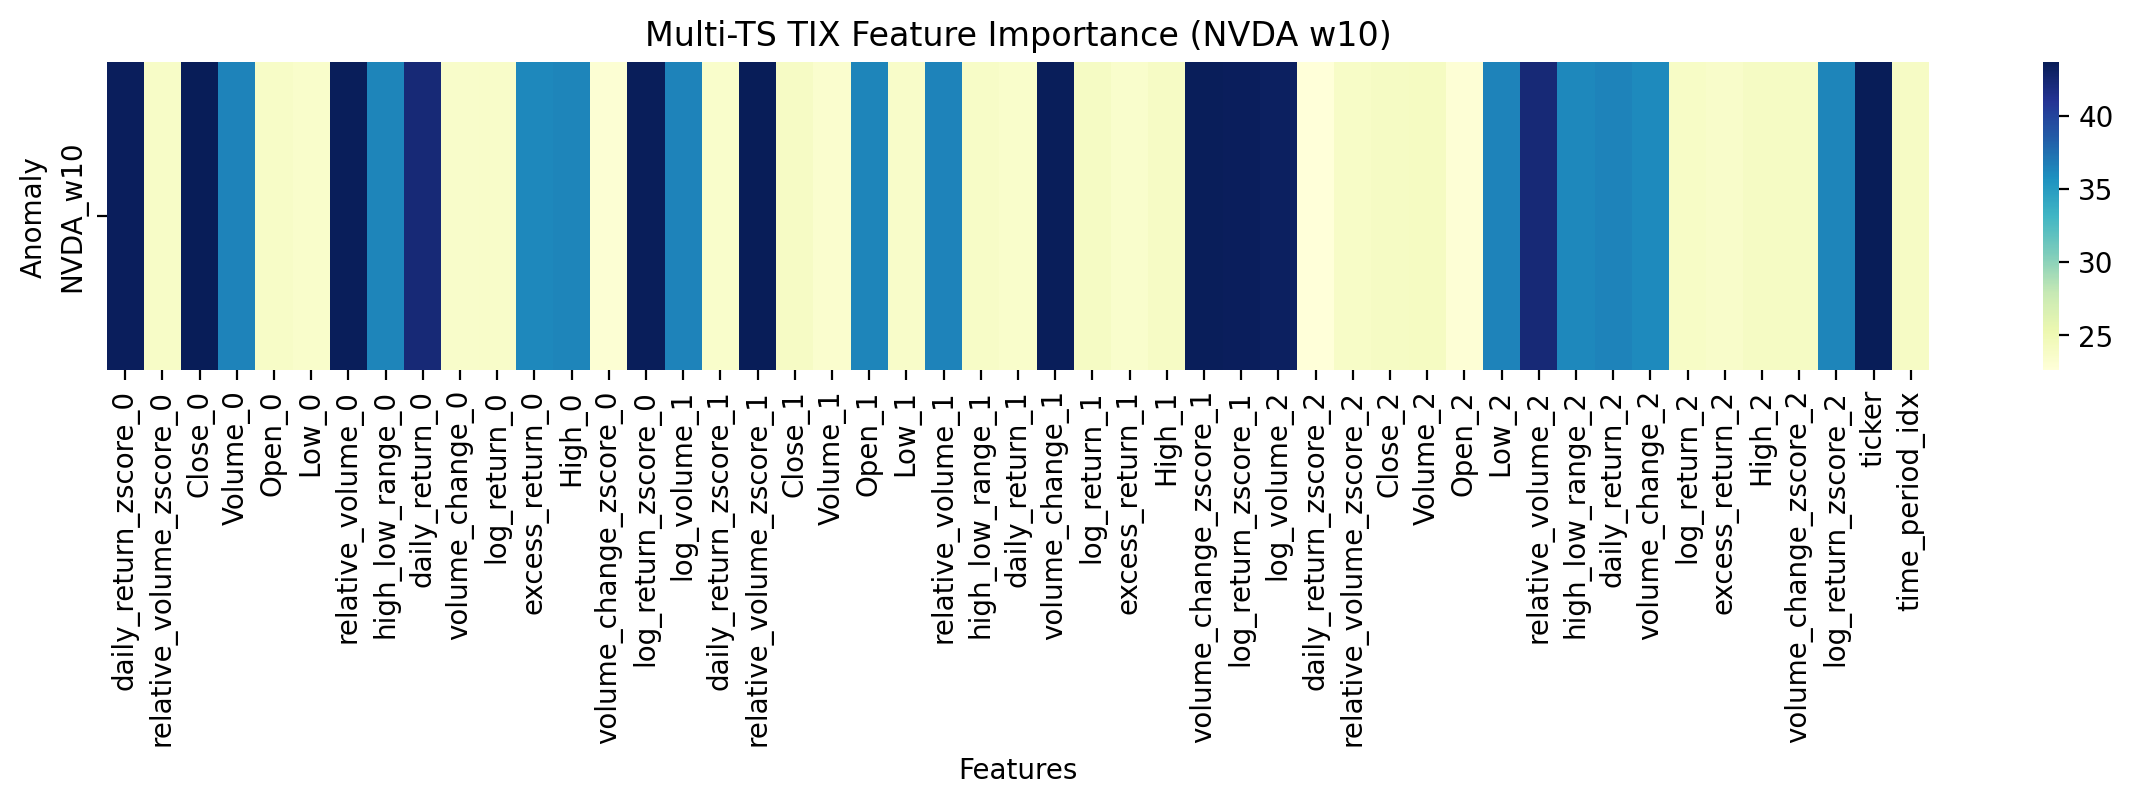 Multi-TS TIX Feature Importance (NVDA w10)
Anomaly
NVDA_w10
daily_return_zscore_0
relative_volume_zscore_0
Close_0
Volume_0
Open_0
Low_0
relative_volume_0
high_low_range_0
daily_return_0
volume_change_0
log_return_0
excess_return_0
High_0
volume_change_zscore_0
log_return_zscore_0
log_volume_1
daily_return_zscore_1
relative_volume_zscore_1
Close_1
Volume_1
Open_1
Low_1
relative_volume_1
high_low_range_1
daily_return_1
volume_change_1
log_return_1
excess_return_1
High_1
volume_change_zscore_1
log_return_zscore_1
log_volume_2
daily_return_zscore_2
relative_volume_zscore_2
Close_2
Volume_2
Open_2
Low_2
relative_volume_2
high_low_range_2
daily_return_2
volume_change_2
log_return_2
excess_return_2
High_2
volume_change_zscore_2
log_return_zscore_2
ticker
time_period_idx
Features
40
35
30
25